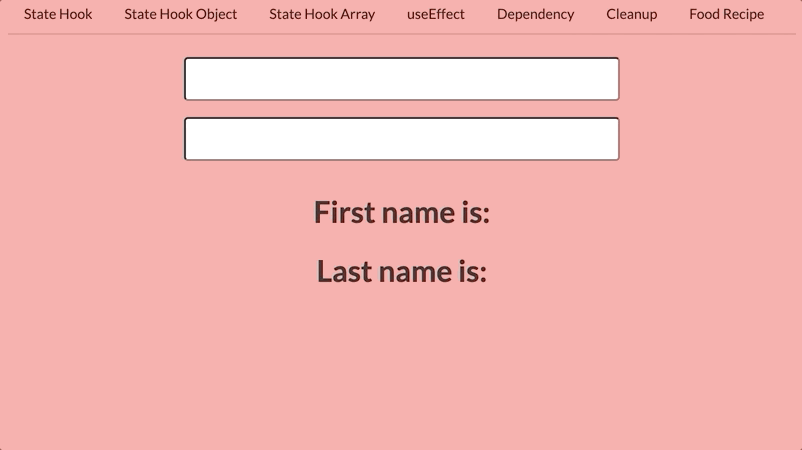 State Hook State Hook Object State Hook Array useEffect Dependency Cleanup Food Recipe
First name is:
Last name is: